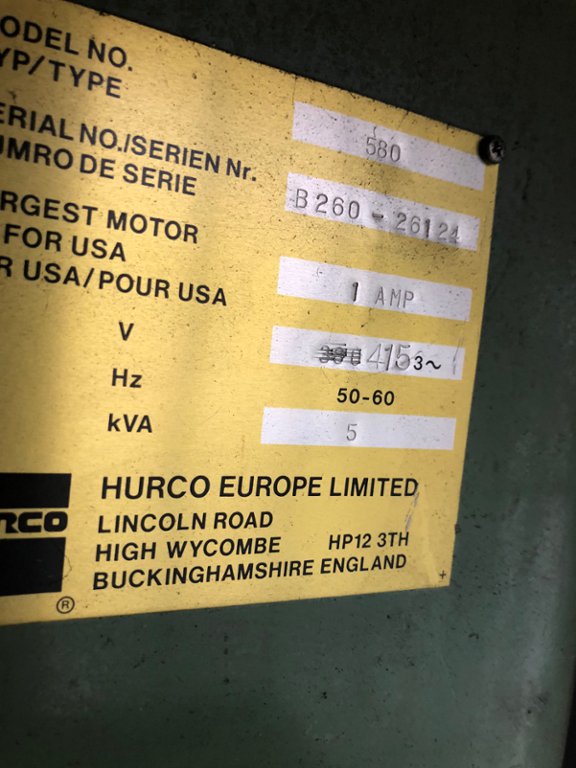 ODEL NO.
YP/TYPE 580
ERIAL NO./SERIEN Nr.
UMRO DE SERIE B260-26124
RGEST MOTOR
FOR USA
R USA/POUR USA 1 AMP
V 415 3~
Hz 50-60
kVA 5
HURCO EUROPE LIMITED
RCO LINCOLN ROAD
HIGH WYCOMBE HP12 3TH
BUCKINGHAMSHIRE ENGLAND
®